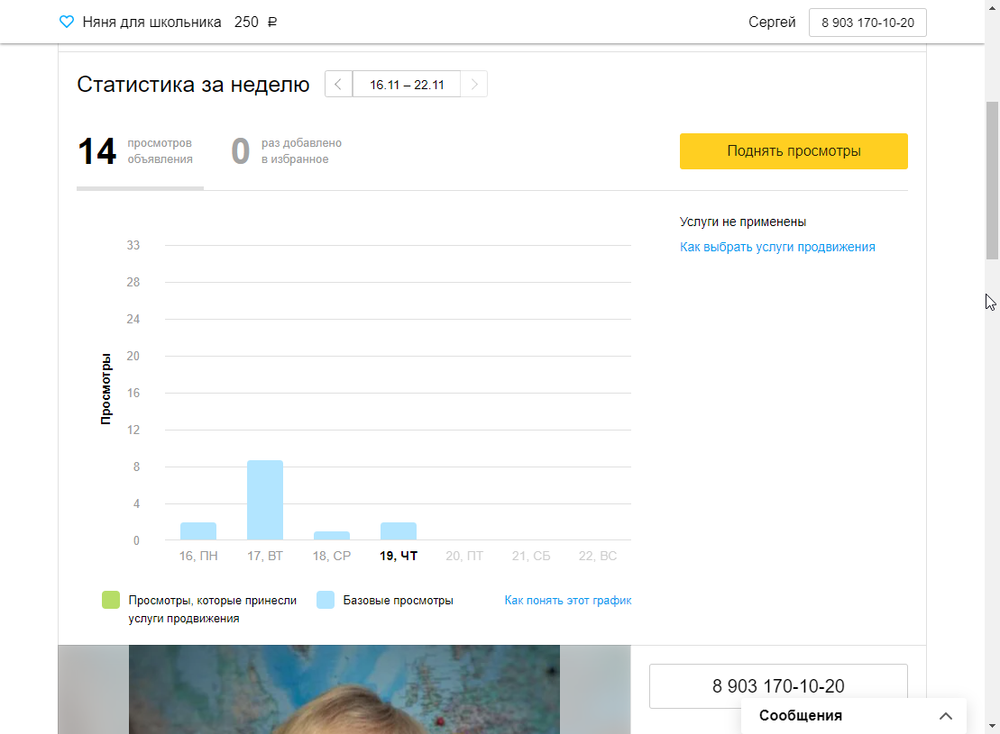 Няня для школьника 250 ₽
Сергей
8 903 170-10-20
Статистика за неделю
16.11 – 22.11
14 просмотров
объявления
0 раз добавлено
в избранное
Поднять просмотры
Услуги не применены
Как выбрать услуги продвижения
Просмотры
33
28
24
20
16
12
8
4
0
16, ПН 17, ВТ 18, СР 19, ЧТ 20, ПТ 21, СБ 22, ВС
Просмотры, которые принесли
услуги продвижения
Базовые просмотры
Как понять этот график
8 903 170-10-20
Сообщения